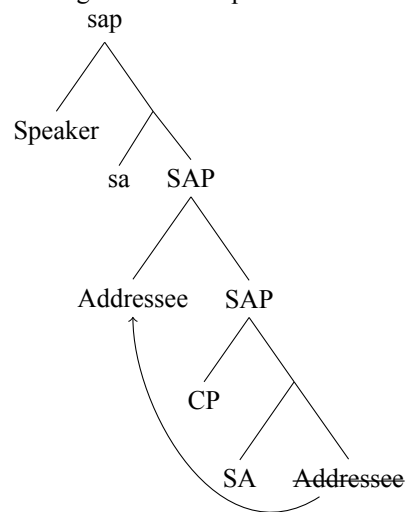 sap
Speaker
sa SAP
Addressee SAP
CP
SA Addressee